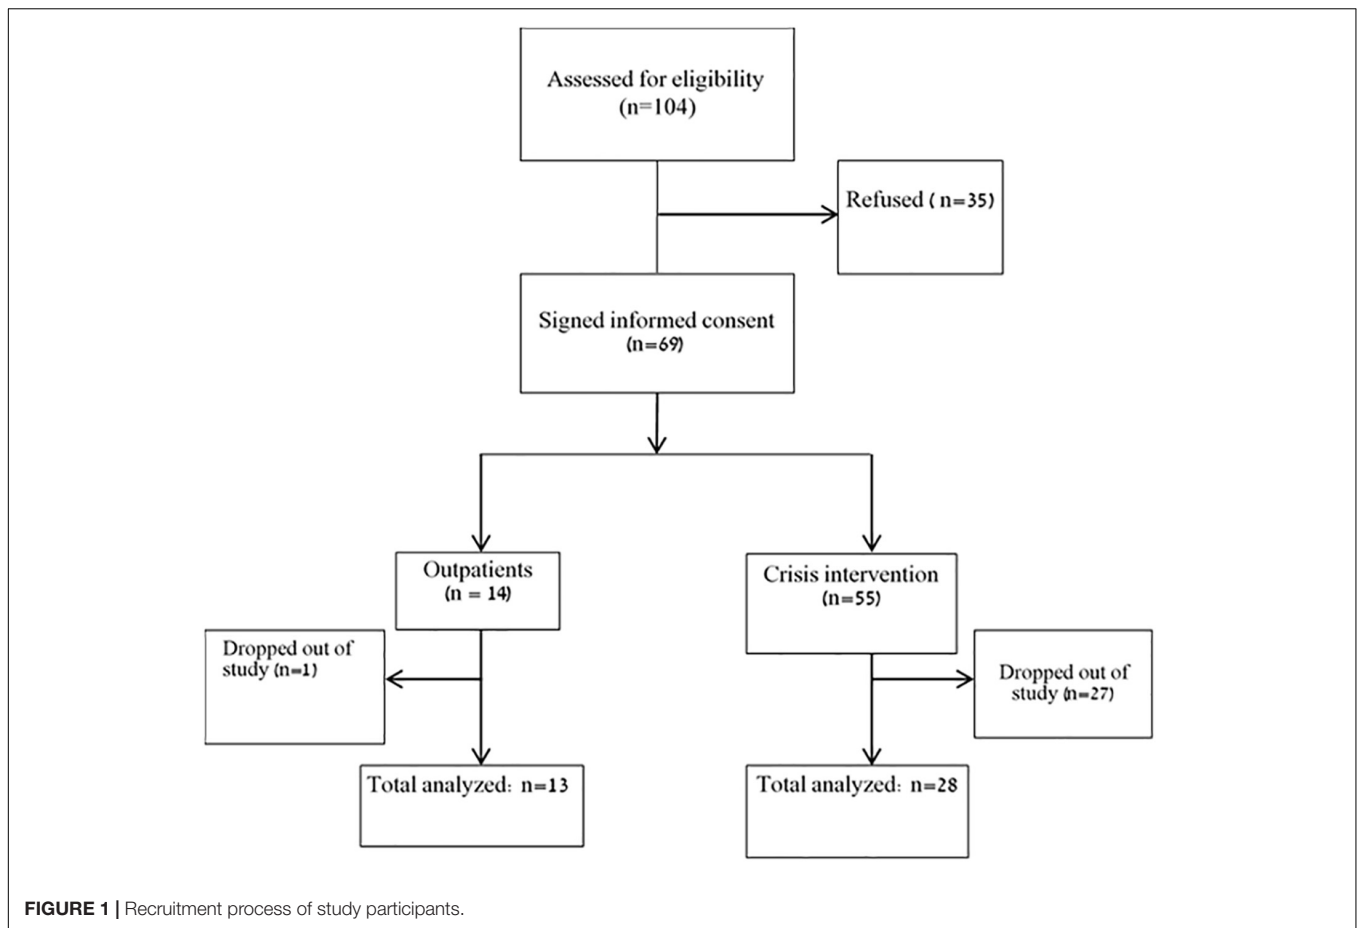 Assessed for eligibility
(n=104)
Refused ( n=35)
Signed informed consent
(n=69)
Outpatients
(n = 14)
Crisis intervention
(n=55)
Dropped out of
study (n=1)
Dropped out of
study (n=27)
Total analyzed: n=13
Total analyzed: n=28
FIGURE 1 | Recruitment process of study participants.